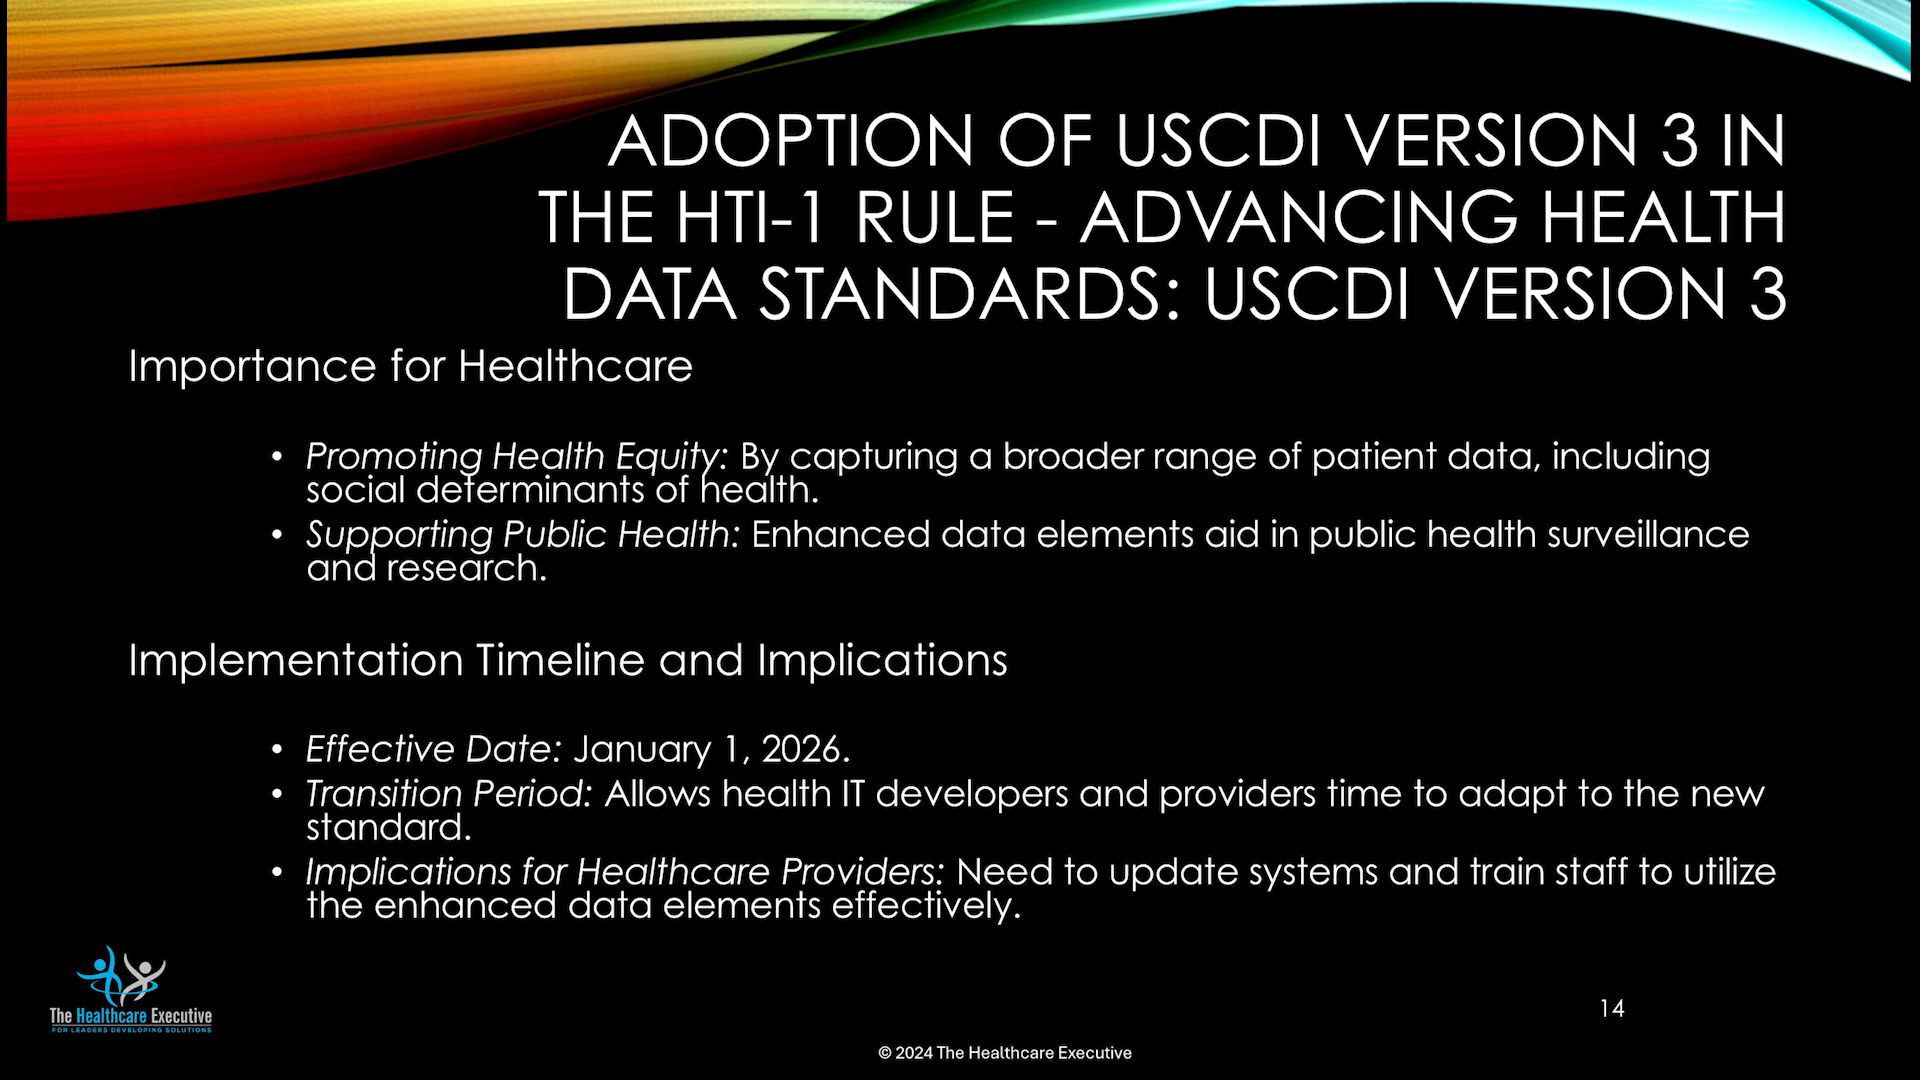 ADOPTION OF USCDI VERSION 3 IN
THE HTI-1 RULE - ADVANCING HEALTH
DATA STANDARDS: USCDI VERSION 3
Importance for Healthcare
• Promoting Health Equity: By capturing a broader range of patient data, including
social determinants of health.
• Supporting Public Health: Enhanced data elements aid in public health surveillance
and research.
Implementation Timeline and Implications
• Effective Date: January 1, 2026.
• Transition Period: Allows health IT developers and providers time to adapt to the new
standard.
• Implications for Healthcare Providers: Need to update systems and train staff to utilize
the enhanced data elements effectively.
The Healthcare Executive
FOR LEADERS DEVELOPING SOLUTIONS
14
© 2024 The Healthcare Executive